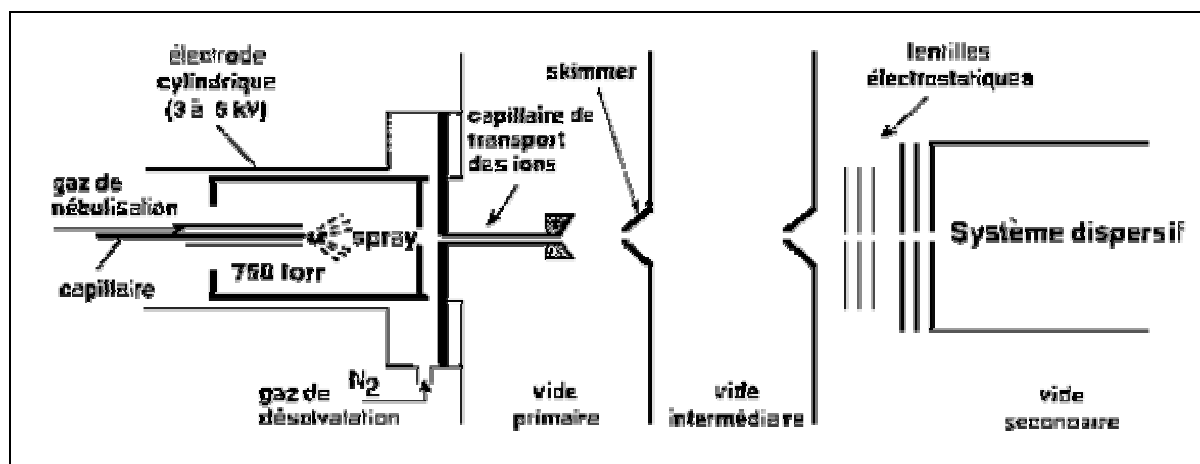 électrode
cylindrique
(3 à 6 kV)
gaz de
nébulisation
capillaire
spray
750 torr
N2
gaz de
désolvatation
capillaire de
transport
des ions
skimmer
vide
primaire
vide
intermédiaire
lentilles
électrostatiques
Système dispersif
vide
secondaire